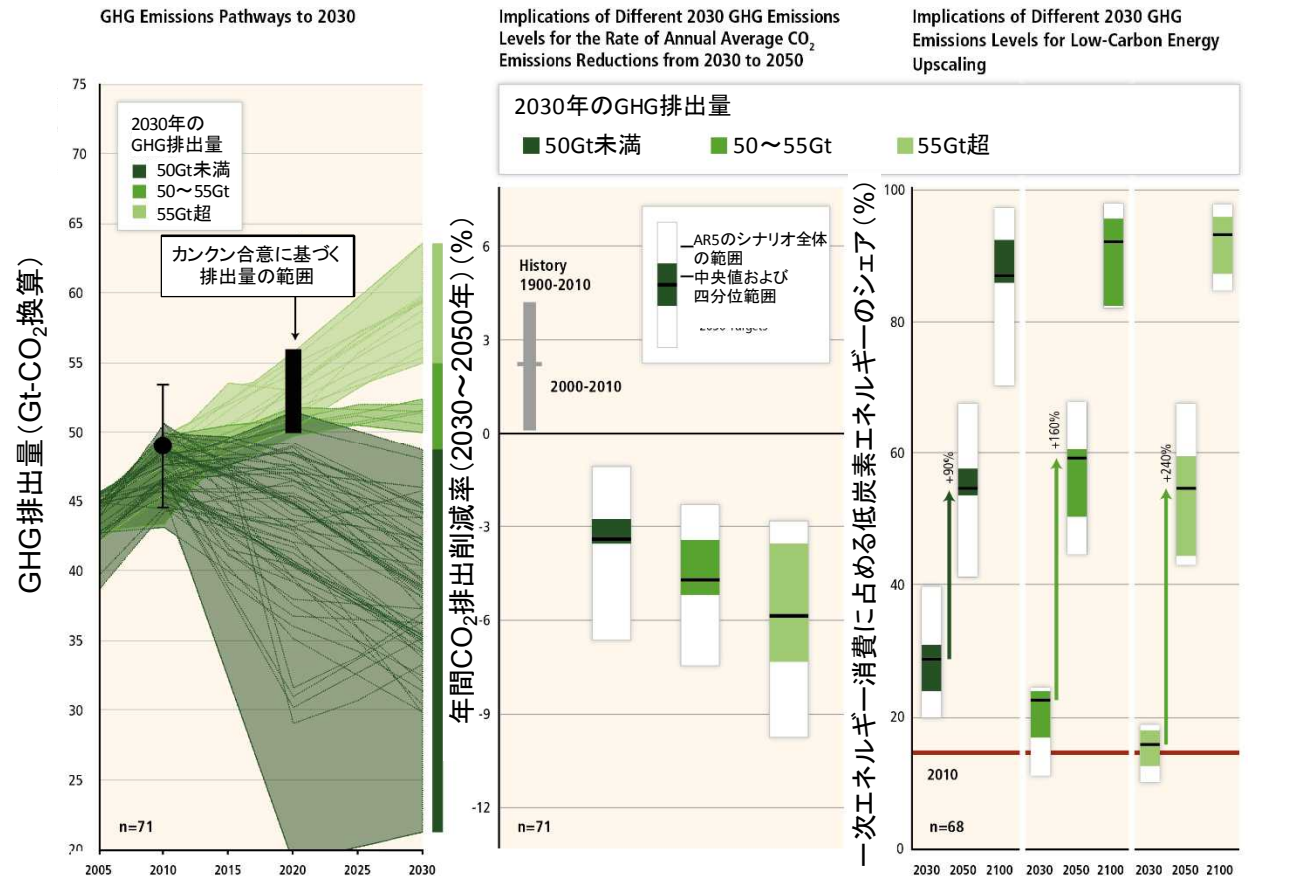 GHG Emissions Pathways to 2030
75
70
65
60
55
50
45
40
35
30
25
20
2005 2010 2015 2020 2025 2030
GHG排出量(Gt-CO₂換算)
2030年の
GHG排出量
50Gt未満
50～55Gt
55Gt超
カンクン合意に基づく
排出量の範囲
n=71
Implications of Different 2030 GHG Emissions
Levels for the Rate of Annual Average CO₂
Emissions Reductions from 2030 to 2050
Implications of Different 2030 GHG
Emissions Levels for Low-Carbon Energy
Upscaling
2030年のGHG排出量
50Gt未満 50～55Gt 55Gt超
年間CO₂排出削減率(2030～2050年)(%)
6
3
0
-3
-6
-9
-12
History
1900-2010
2000-2010
AR5のシナリオ全体
の範囲
中央値および
四分位範囲
n=71
一次エネルギー消費に占める低炭素エネルギーのシェア(%)
100
80
60
40
20
0
+90%
+160%
+240%
2010
n=68
2030 2050 2100 2030 2050 2100 2030 2050 2100